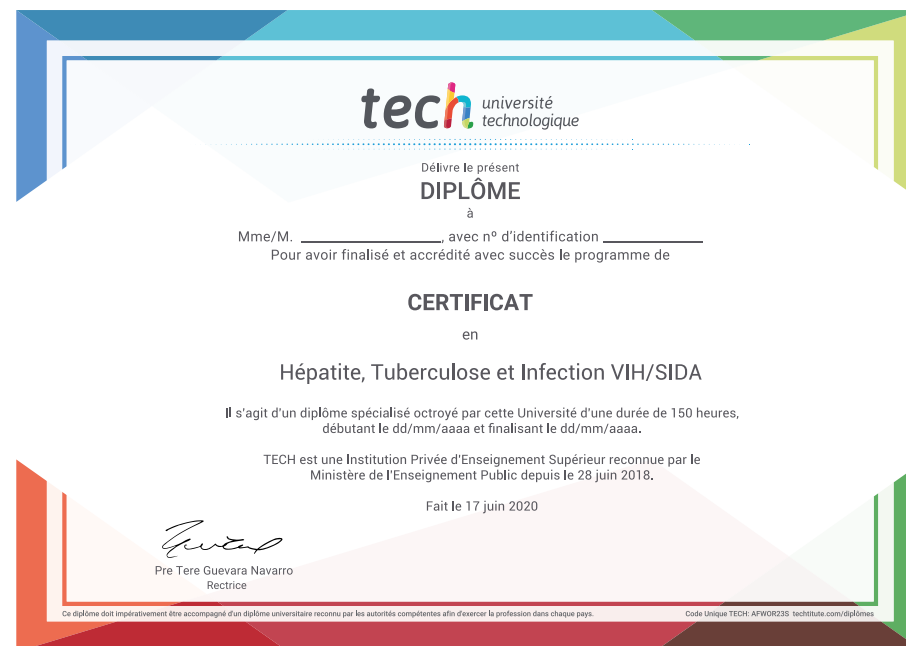 tech université
technologique
Délivre le présent
DIPLÔME
à
Mme/M. ____________________, avec nº d'identification ______________
Pour avoir finalisé et accrédité avec succès le programme de
CERTIFICAT
en
Hépatite, Tuberculose et Infection VIH/SIDA
Il s'agit d'un diplôme spécialisé octroyé par cette Université d'une durée de 150 heures,
débutant le dd/mm/aaaa et finalisant le dd/mm/aaaa.
TECH est une Institution Privée d'Enseignement Supérieur reconnue par le
Ministère de l'Enseignement Public depuis le 28 juin 2018.
Fait le 17 juin 2020
Pre Tere Guevara Navarro
Rectrice
Ce diplôme doit impérativement être accompagné d'un diplôme universitaire reconnu par les autorités compétentes afin d'exercer la profession dans chaque pays. Code Unique TECH: AFWOR23S techtitute.com/diplômes